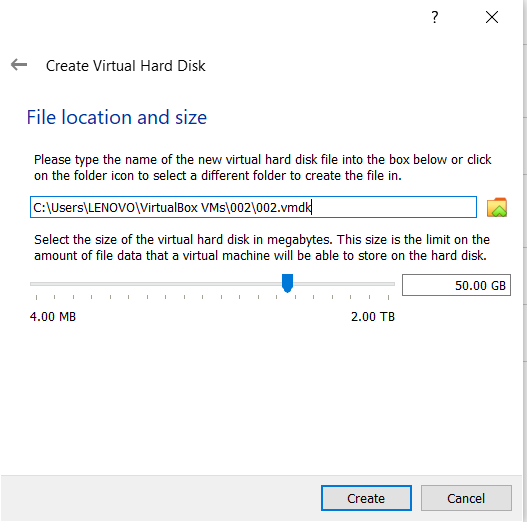 ?
Create Virtual Hard Disk
File location and size
Please type the name of the new virtual hard disk file into the box below or click
on the folder icon to select a different folder to create the file in.
C:\Users\LENOVO\VirtualBox VMs\002\002.vmdk
Select the size of the virtual hard disk in megabytes. This size is the limit on the
amount of file data that a virtual machine will be able to store on the hard disk.
50.00 GB
4.00 MB 2.00 TB
Create Cancel